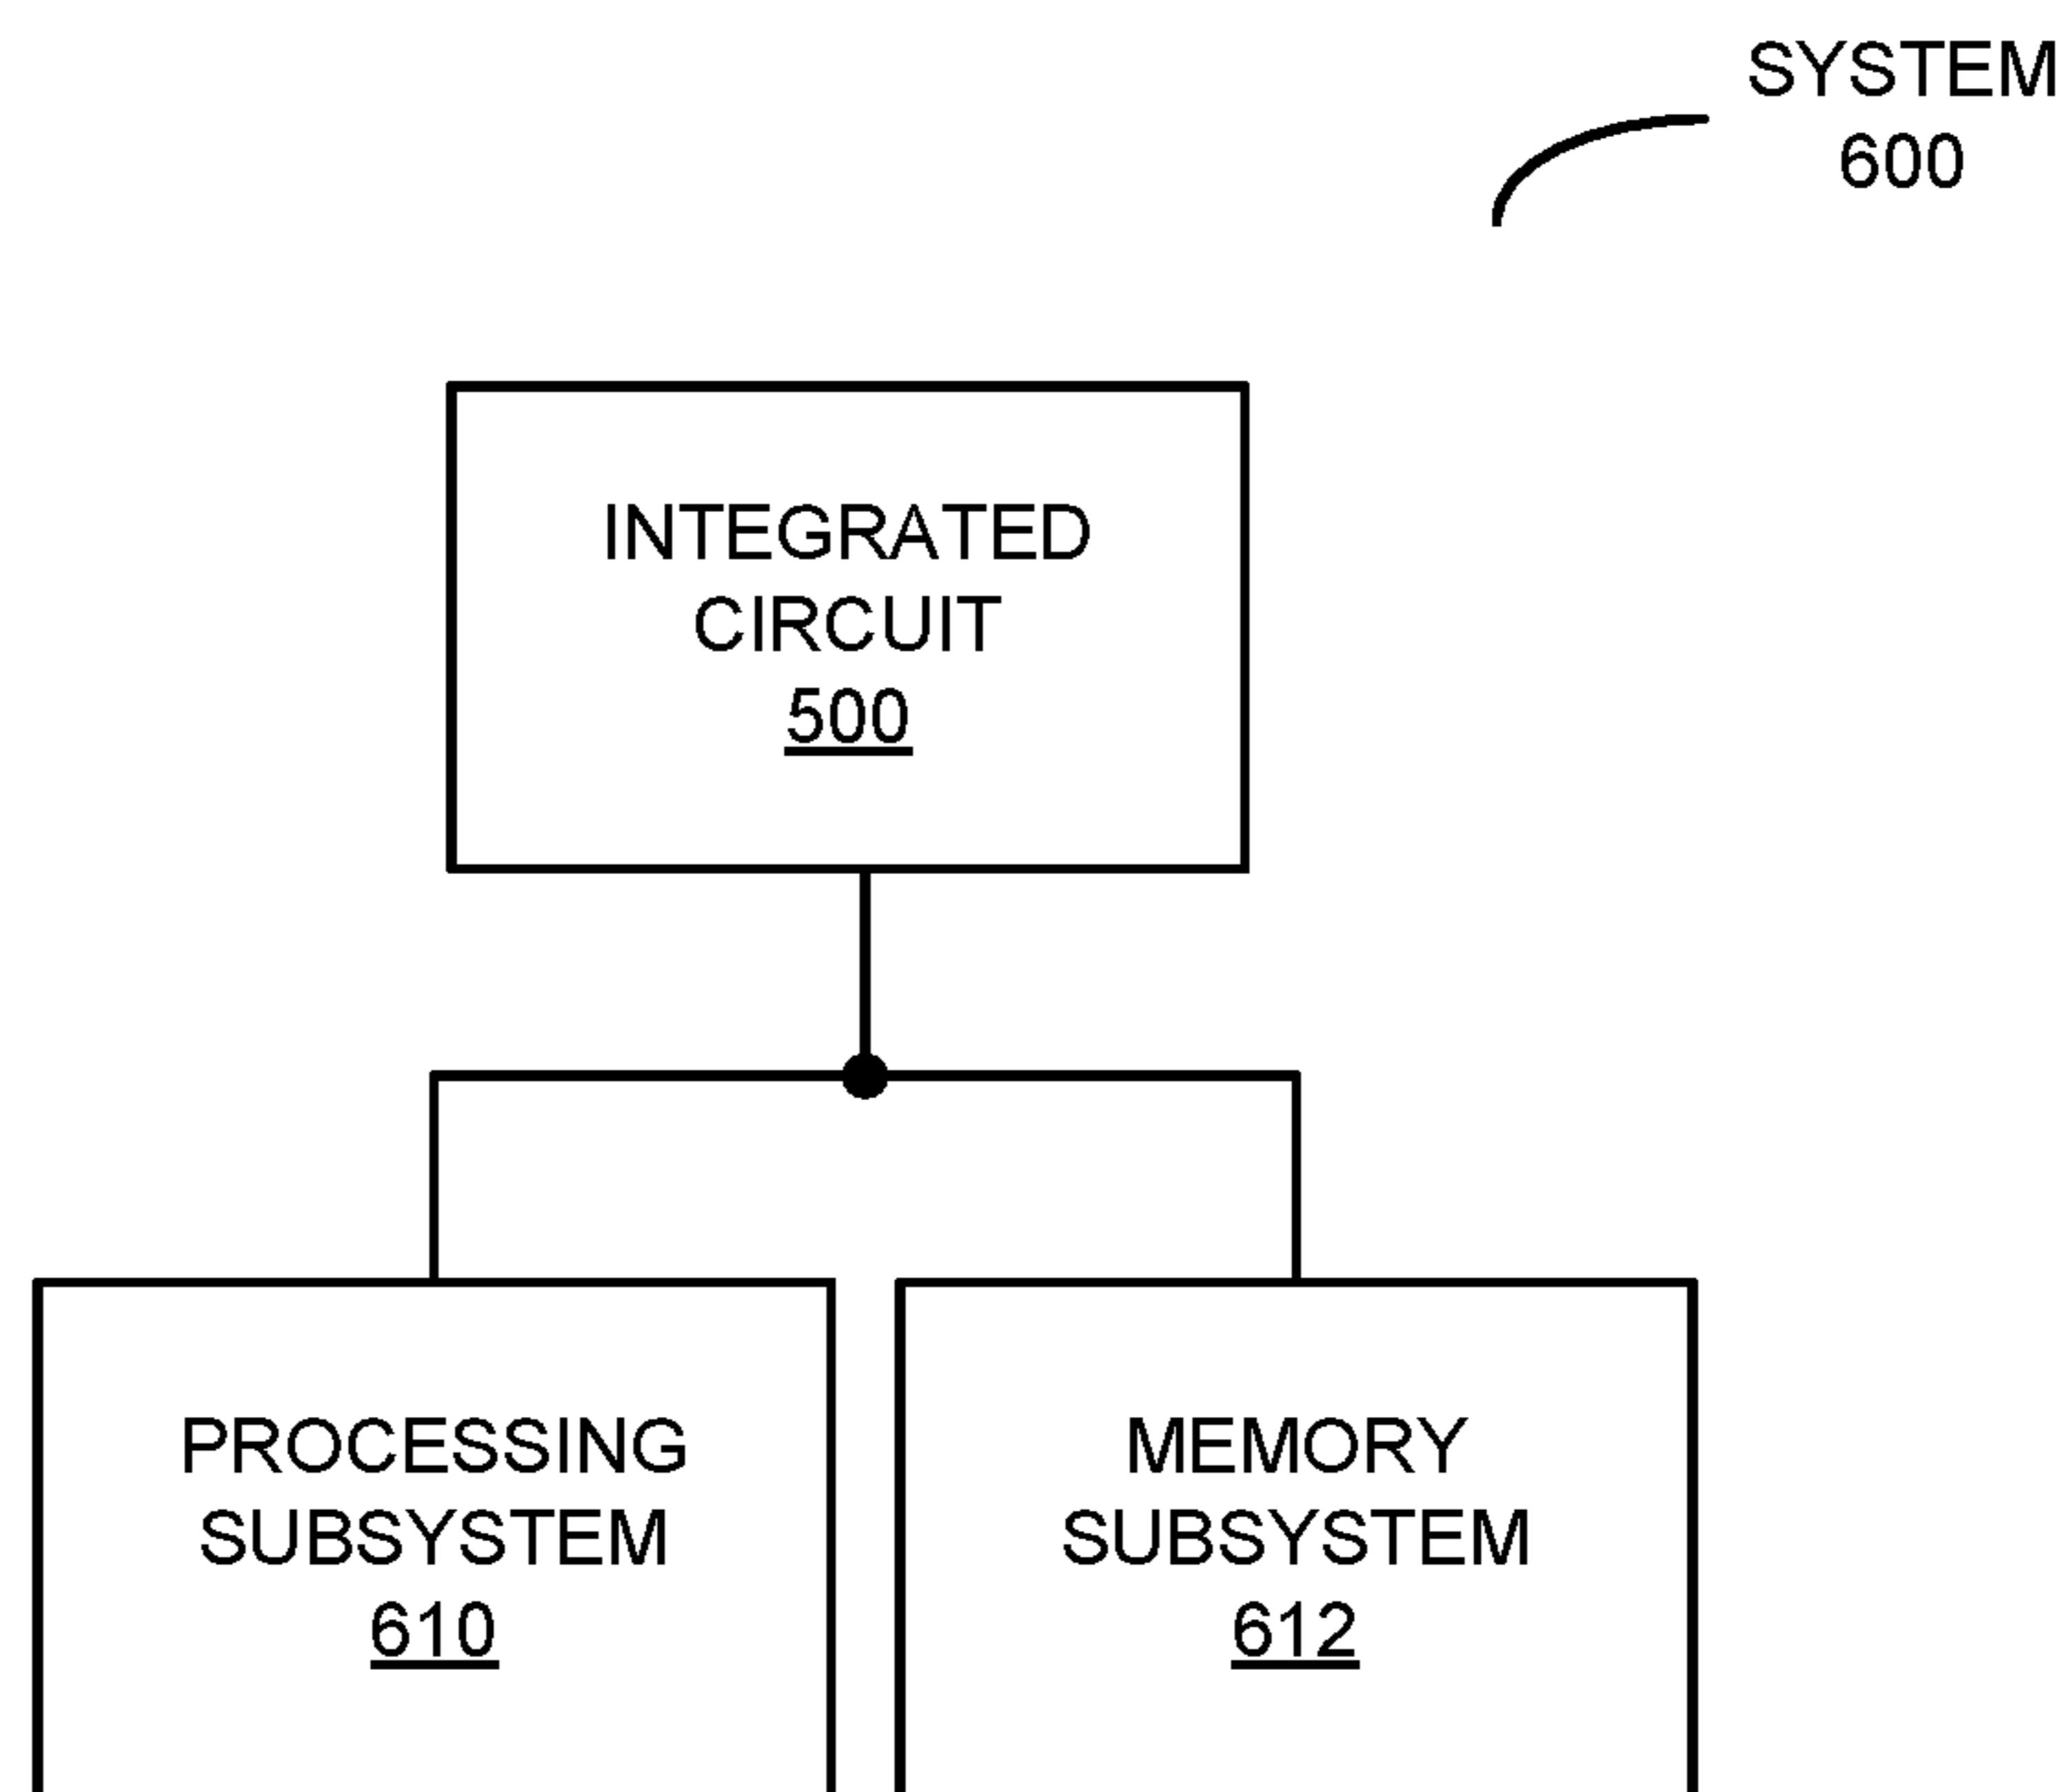 SYSTEM
600
INTEGRATED
CIRCUIT
500
PROCESSING
SUBSYSTEM
610
MEMORY
SUBSYSTEM
612